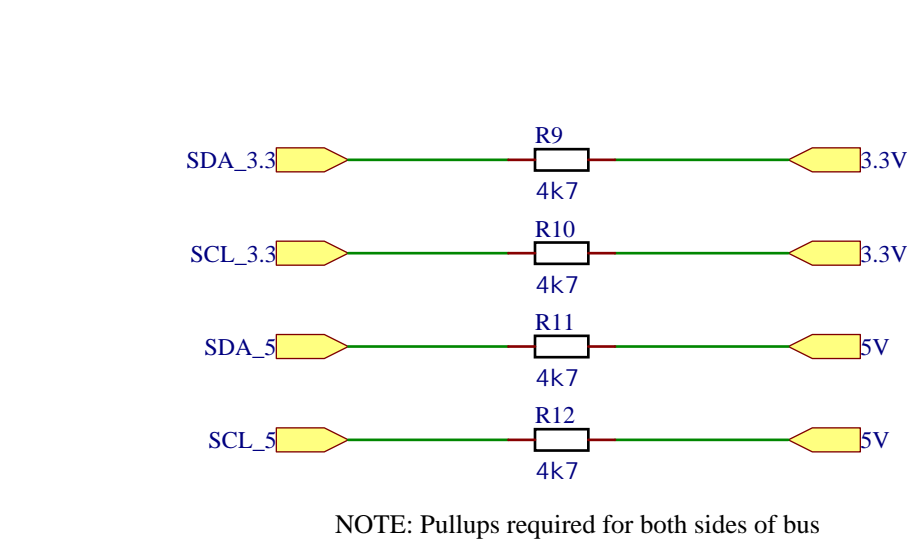 R9
SDA_3.3 3.3V
4k7
R10
SCL_3.3 3.3V
4k7
R11
SDA_5 5V
4k7
R12
SCL_5 5V
4k7
NOTE: Pullups required for both sides of bus